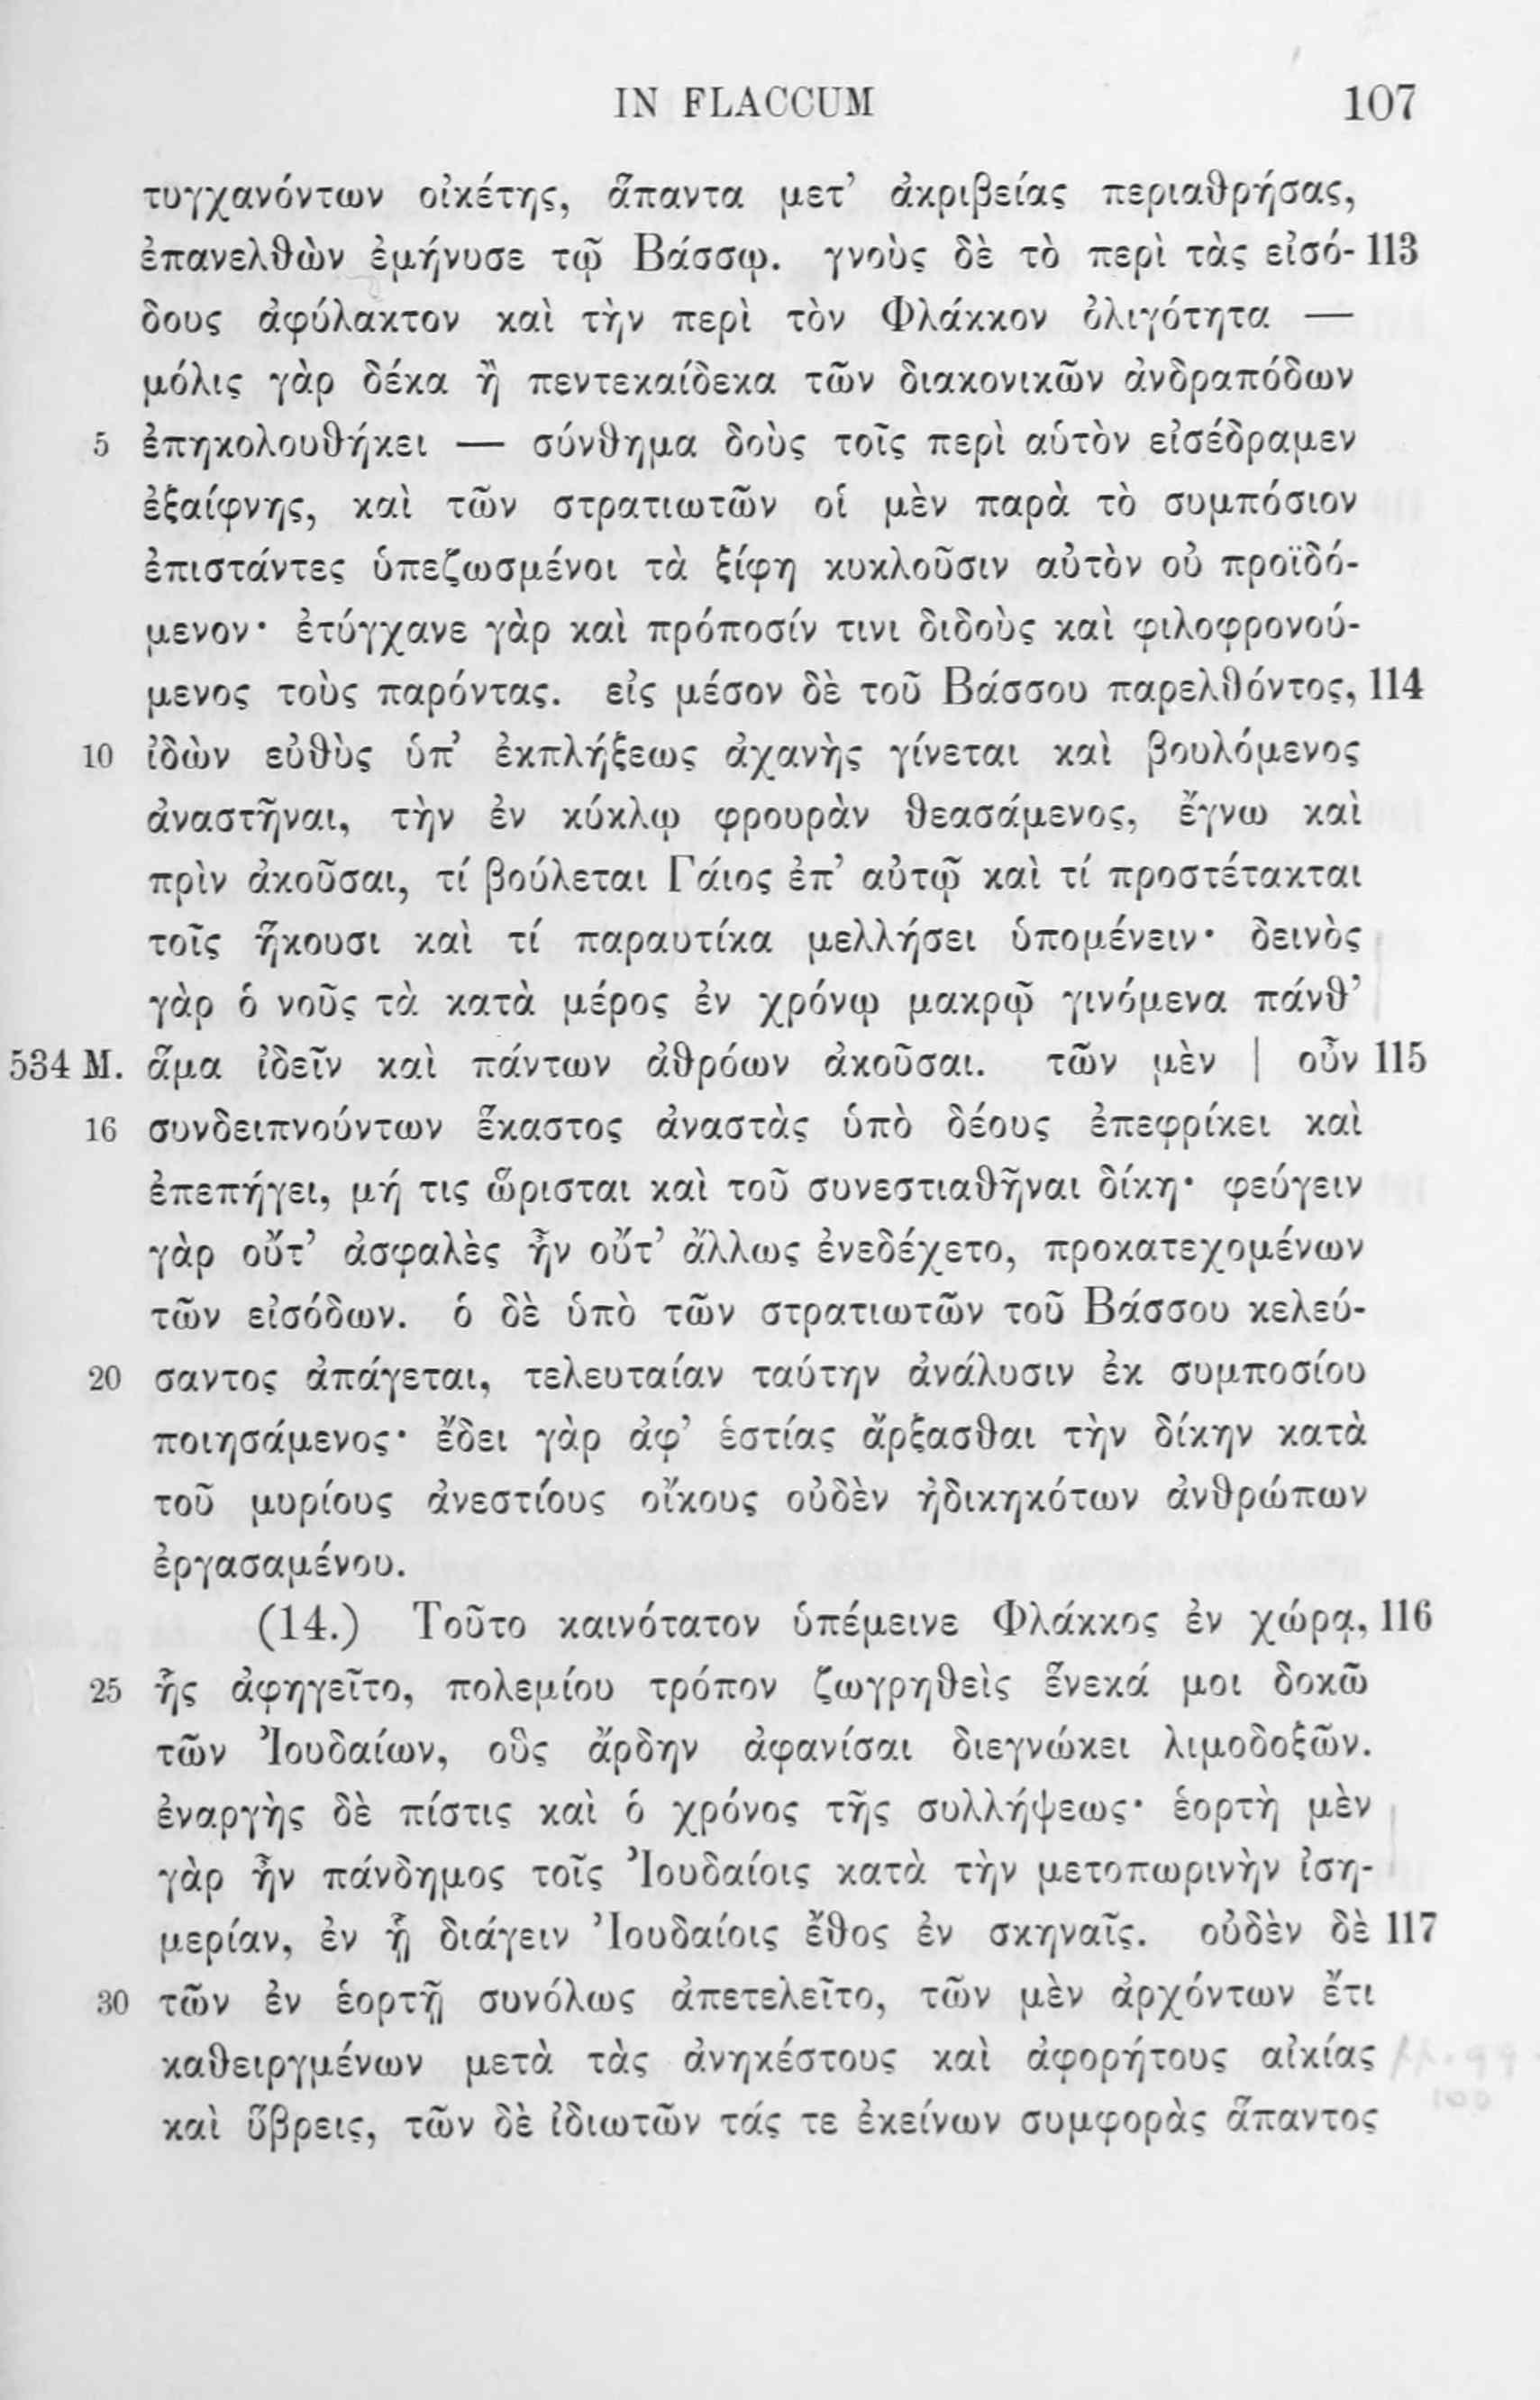 IN FLACCUM 107
τυγχανόντων οἰκέτης, ἅπαντα μετ’ ἀκριβείας περιαθρήσας,
ἐπανελθὼν ἐμήνυσε τῷ Βάσσῳ. γνοὺς δὲ τὸ περὶ τὰς εἰσό- 113
δους ἀφύλακτον καὶ τὴν περὶ τὸν Φλάκκον ὀλιγότητα —
μόλις γὰρ δέκα ἢ πεντεκαίδεκα τῶν διακονικῶν ἀνδραπόδων
5 ἐπηκολουθήκει — σύνθημα δοὺς τοῖς περὶ αὑτὸν εἰσέδραμεν
ἐξαίφνης, καὶ τῶν στρατιωτῶν οἱ μὲν παρὰ τὸ συμπόσιον
ἐπιστάντες ὑπεζωσμένοι τὰ ξίφη κυκλοῦσιν αὐτὸν οὐ προϊδό-
μενον· ἐτύγχανε γὰρ καὶ πρόποσίν τινι διδοὺς καὶ φιλοφρονού-
μενος τοὺς παρόντας. εἰς μέσον δὲ τοῦ Βάσσου παρελθόντος, 114
10 ἰδὼν εὐθὺς ὑπ’ ἐκπλήξεως ἀχανὴς γίνεται καὶ βουλόμενος
ἀναστῆναι, τὴν ἐν κύκλῳ φρουρὰν θεασάμενος, ἔγνω καὶ
πρὶν ἀκοῦσαι, τί βούλεται Γάιος ἐπ’ αὐτῷ καὶ τί προστέτακται
τοῖς ἥκουσι καὶ τί παραυτίκα μελλήσει ὑπομένειν· δεινὸς
γὰρ ὁ νοῦς τὰ κατὰ μέρος ἐν χρόνῳ μακρῷ γινόμενα πάνθ’
534 M. ἅμα ἰδεῖν καὶ πάντων ἀθρόων ἀκοῦσαι. τῶν μὲν | οὖν 115
16 συνδειπνούντων ἕκαστος ἀναστὰς ὑπὸ δέους ἐπεφρίκει καὶ
ἐπεπήγει, μή τις ὥρισται καὶ τοῦ συνεστιαθῆναι δίκη· φεύγειν
γὰρ οὔτ’ ἀσφαλὲς ἦν οὔτ’ ἄλλως ἐνεδέχετο, προκατεχομένων
τῶν εἰσόδων. ὁ δὲ ὑπὸ τῶν στρατιωτῶν τοῦ Βάσσου κελεύ-
20 σαντος ἀπάγεται, τελευταίαν ταύτην ἀνάλυσιν ἐκ συμποσίου
ποιησάμενος· ἔδει γὰρ ἀφ’ ἑστίας ἄρξασθαι τὴν δίκην κατὰ
τοῦ μυρίους ἀνεστίους οἴκους οὐδὲν ἠδικηκότων ἀνθρώπων
ἐργασαμένου.
(14.) Τοῦτο καινότατον ὑπέμεινε Φλάκκος ἐν χώρᾳ, 116
25 ἧς ἀφηγεῖτο, πολεμίου τρόπον ζωγρηθεὶς ἕνεκά μοι δοκῶ
τῶν Ἰουδαίων, οὓς ἄρδην ἀφανίσαι διεγνώκει λιμοδοξῶν.
ἐναργὴς δὲ πίστις καὶ ὁ χρόνος τῆς συλλήψεως· ἑορτὴ μὲν
γὰρ ἦν πάνδημος τοῖς Ἰουδαίοις κατὰ τὴν μετοπωρινὴν ἰση-
μερίαν, ἐν ᾗ διάγειν Ἰουδαίοις ἔθος ἐν σκηναῖς. οὐδὲν δὲ 117
30 τῶν ἐν ἑορτῇ συνόλως ἀπετελεῖτο, τῶν μὲν ἀρχόντων ἔτι
καθειργμένων μετὰ τὰς ἀνηκέστους καὶ ἀφορήτους αἰκίας
καὶ ὕβρεις, τῶν δὲ ἰδιωτῶν τάς τε ἐκείνων συμφορὰς ἅπαντος
100